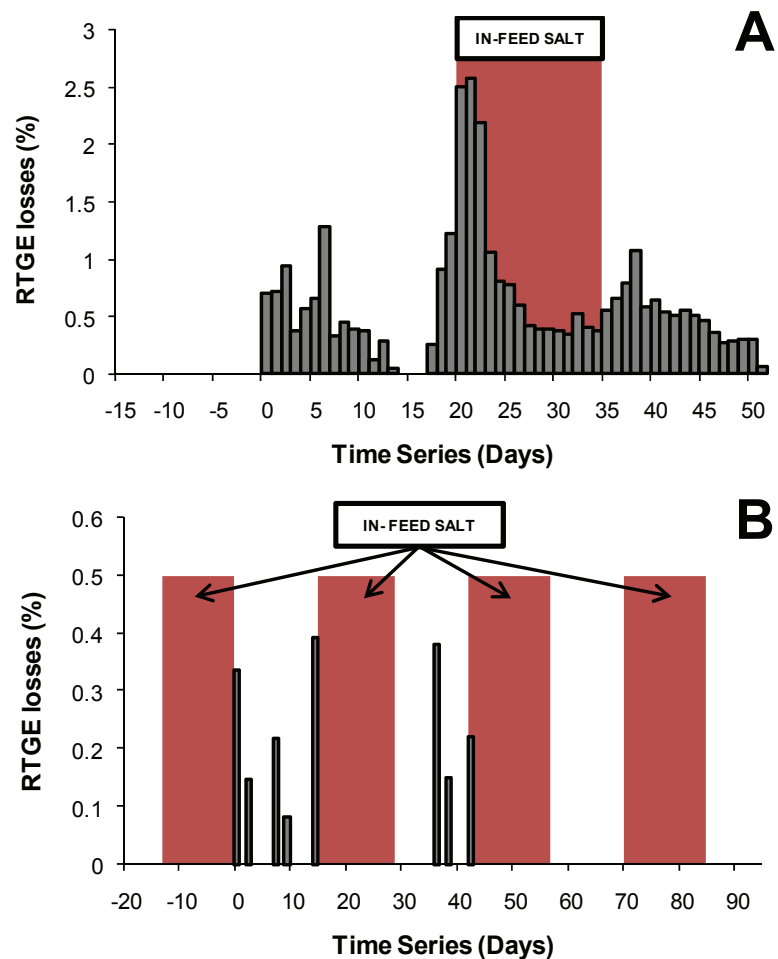 A
IN-FEED SALT
RTGE losses (%)
3
2.5
2
1.5
1
0.5
0
-15 -10 -5 0 5 10 15 20 25 30 35 40 45 50
Time Series (Days)
B
IN- FEED SALT
RTGE losses (%)
0.6
0.5
0.4
0.3
0.2
0.1
0
-20 -10 0 10 20 30 40 50 60 70 80 90
Time Series (Days)